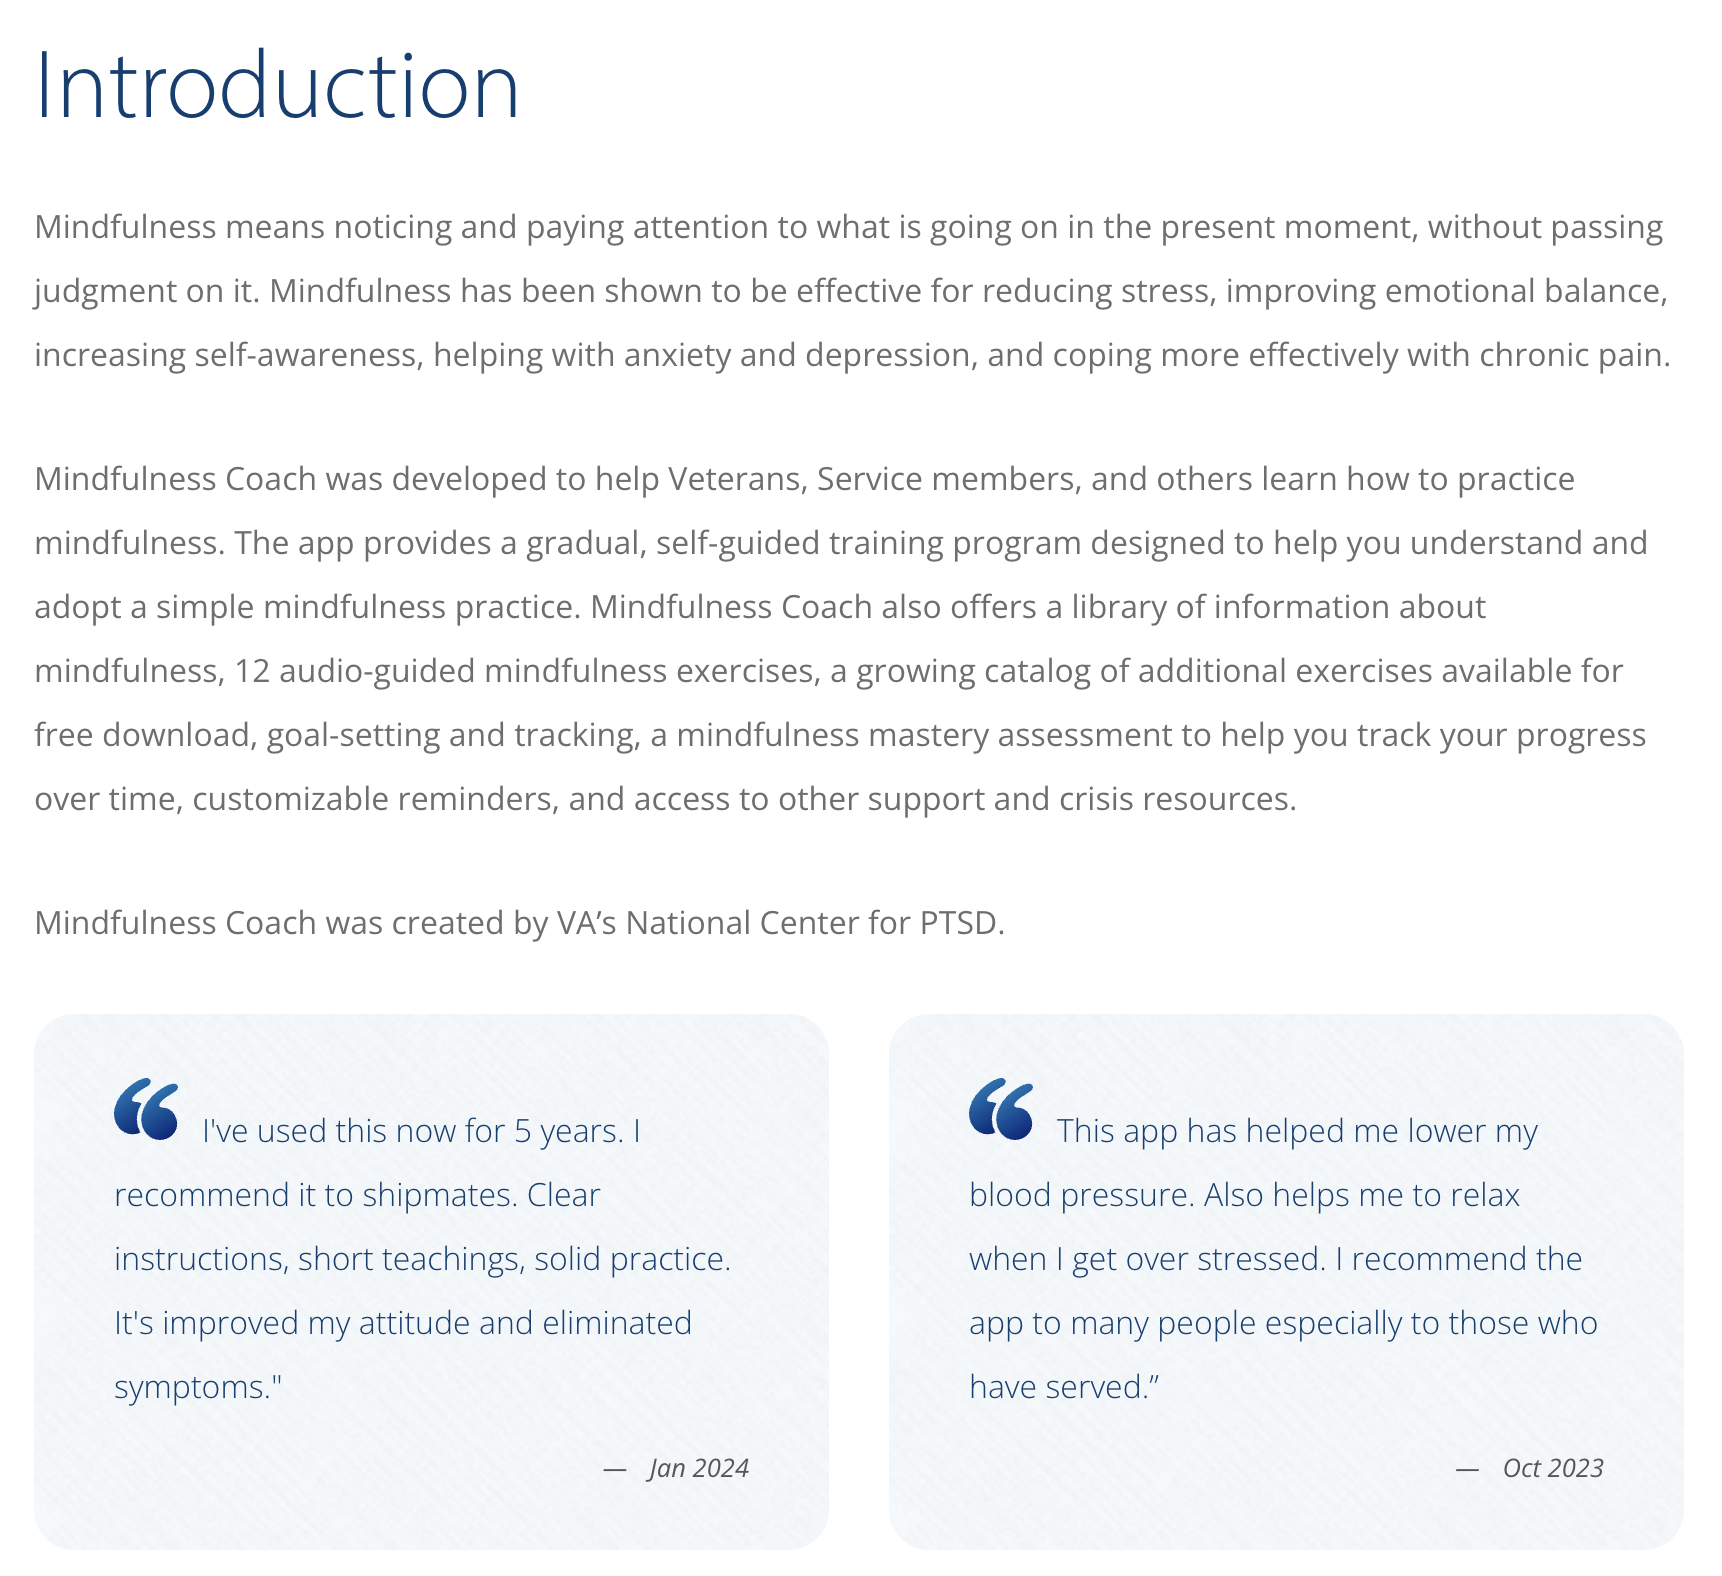 Introduction
Mindfulness means noticing and paying attention to what is going on in the present moment, without passing
judgment on it. Mindfulness has been shown to be effective for reducing stress, improving emotional balance,
increasing self-awareness, helping with anxiety and depression, and coping more effectively with chronic pain.
Mindfulness Coach was developed to help Veterans, Service members, and others learn how to practice
mindfulness. The app provides a gradual, self-guided training program designed to help you understand and
adopt a simple mindfulness practice. Mindfulness Coach also offers a library of information about
mindfulness, 12 audio-guided mindfulness exercises, a growing catalog of additional exercises available for
free download, goal-setting and tracking, a mindfulness mastery assessment to help you track your progress
over time, customizable reminders, and access to other support and crisis resources.
Mindfulness Coach was created by VA’s National Center for PTSD.
“ I've used this now for 5 years. I
recommend it to shipmates. Clear
instructions, short teachings, solid practice.
It's improved my attitude and eliminated
symptoms."
— Jan 2024
“ This app has helped me lower my
blood pressure. Also helps me to relax
when I get over stressed. I recommend the
app to many people especially to those who
have served.”
— Oct 2023